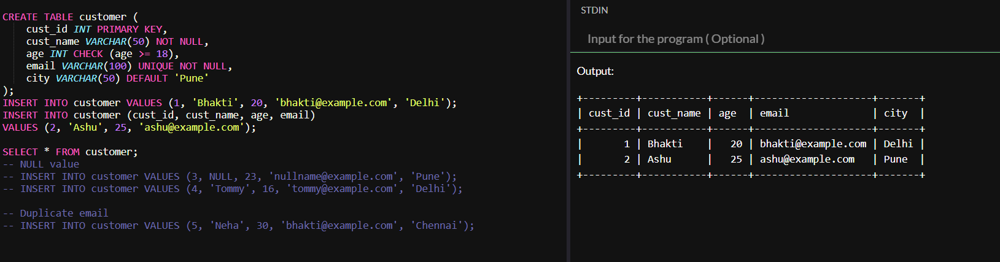 CREATE TABLE customer (
    cust_id INT PRIMARY KEY,
    cust_name VARCHAR(50) NOT NULL,
    age INT CHECK (age >= 18),
    email VARCHAR(100) UNIQUE NOT NULL,
    city VARCHAR(50) DEFAULT 'Pune'
);
INSERT INTO customer VALUES (1, 'Bhakti', 20, 'bhakti@example.com', 'Delhi');
INSERT INTO customer (cust_id, cust_name, age, email)
VALUES (2, 'Ashu', 25, 'ashu@example.com');
SELECT * FROM customer;
-- NULL value
-- INSERT INTO customer VALUES (3, NULL, 23, 'nullname@example.com', 'Pune');
-- INSERT INTO customer VALUES (4, 'Tommy', 16, 'tommy@example.com', 'Delhi');
-- Duplicate email
-- INSERT INTO customer VALUES (5, 'Neha', 30, 'bhakti@example.com', 'Chennai');
STDIN
Input for the program ( Optional )
Output:
+---------+-----------+------+--------------------+-------+
| cust_id | cust_name | age  | email              | city  |
+---------+-----------+------+--------------------+-------+
|       1 | Bhakti    |   20 | bhakti@example.com | Delhi |
|       2 | Ashu      |   25 | ashu@example.com   | Pune  |
+---------+-----------+------+--------------------+-------+